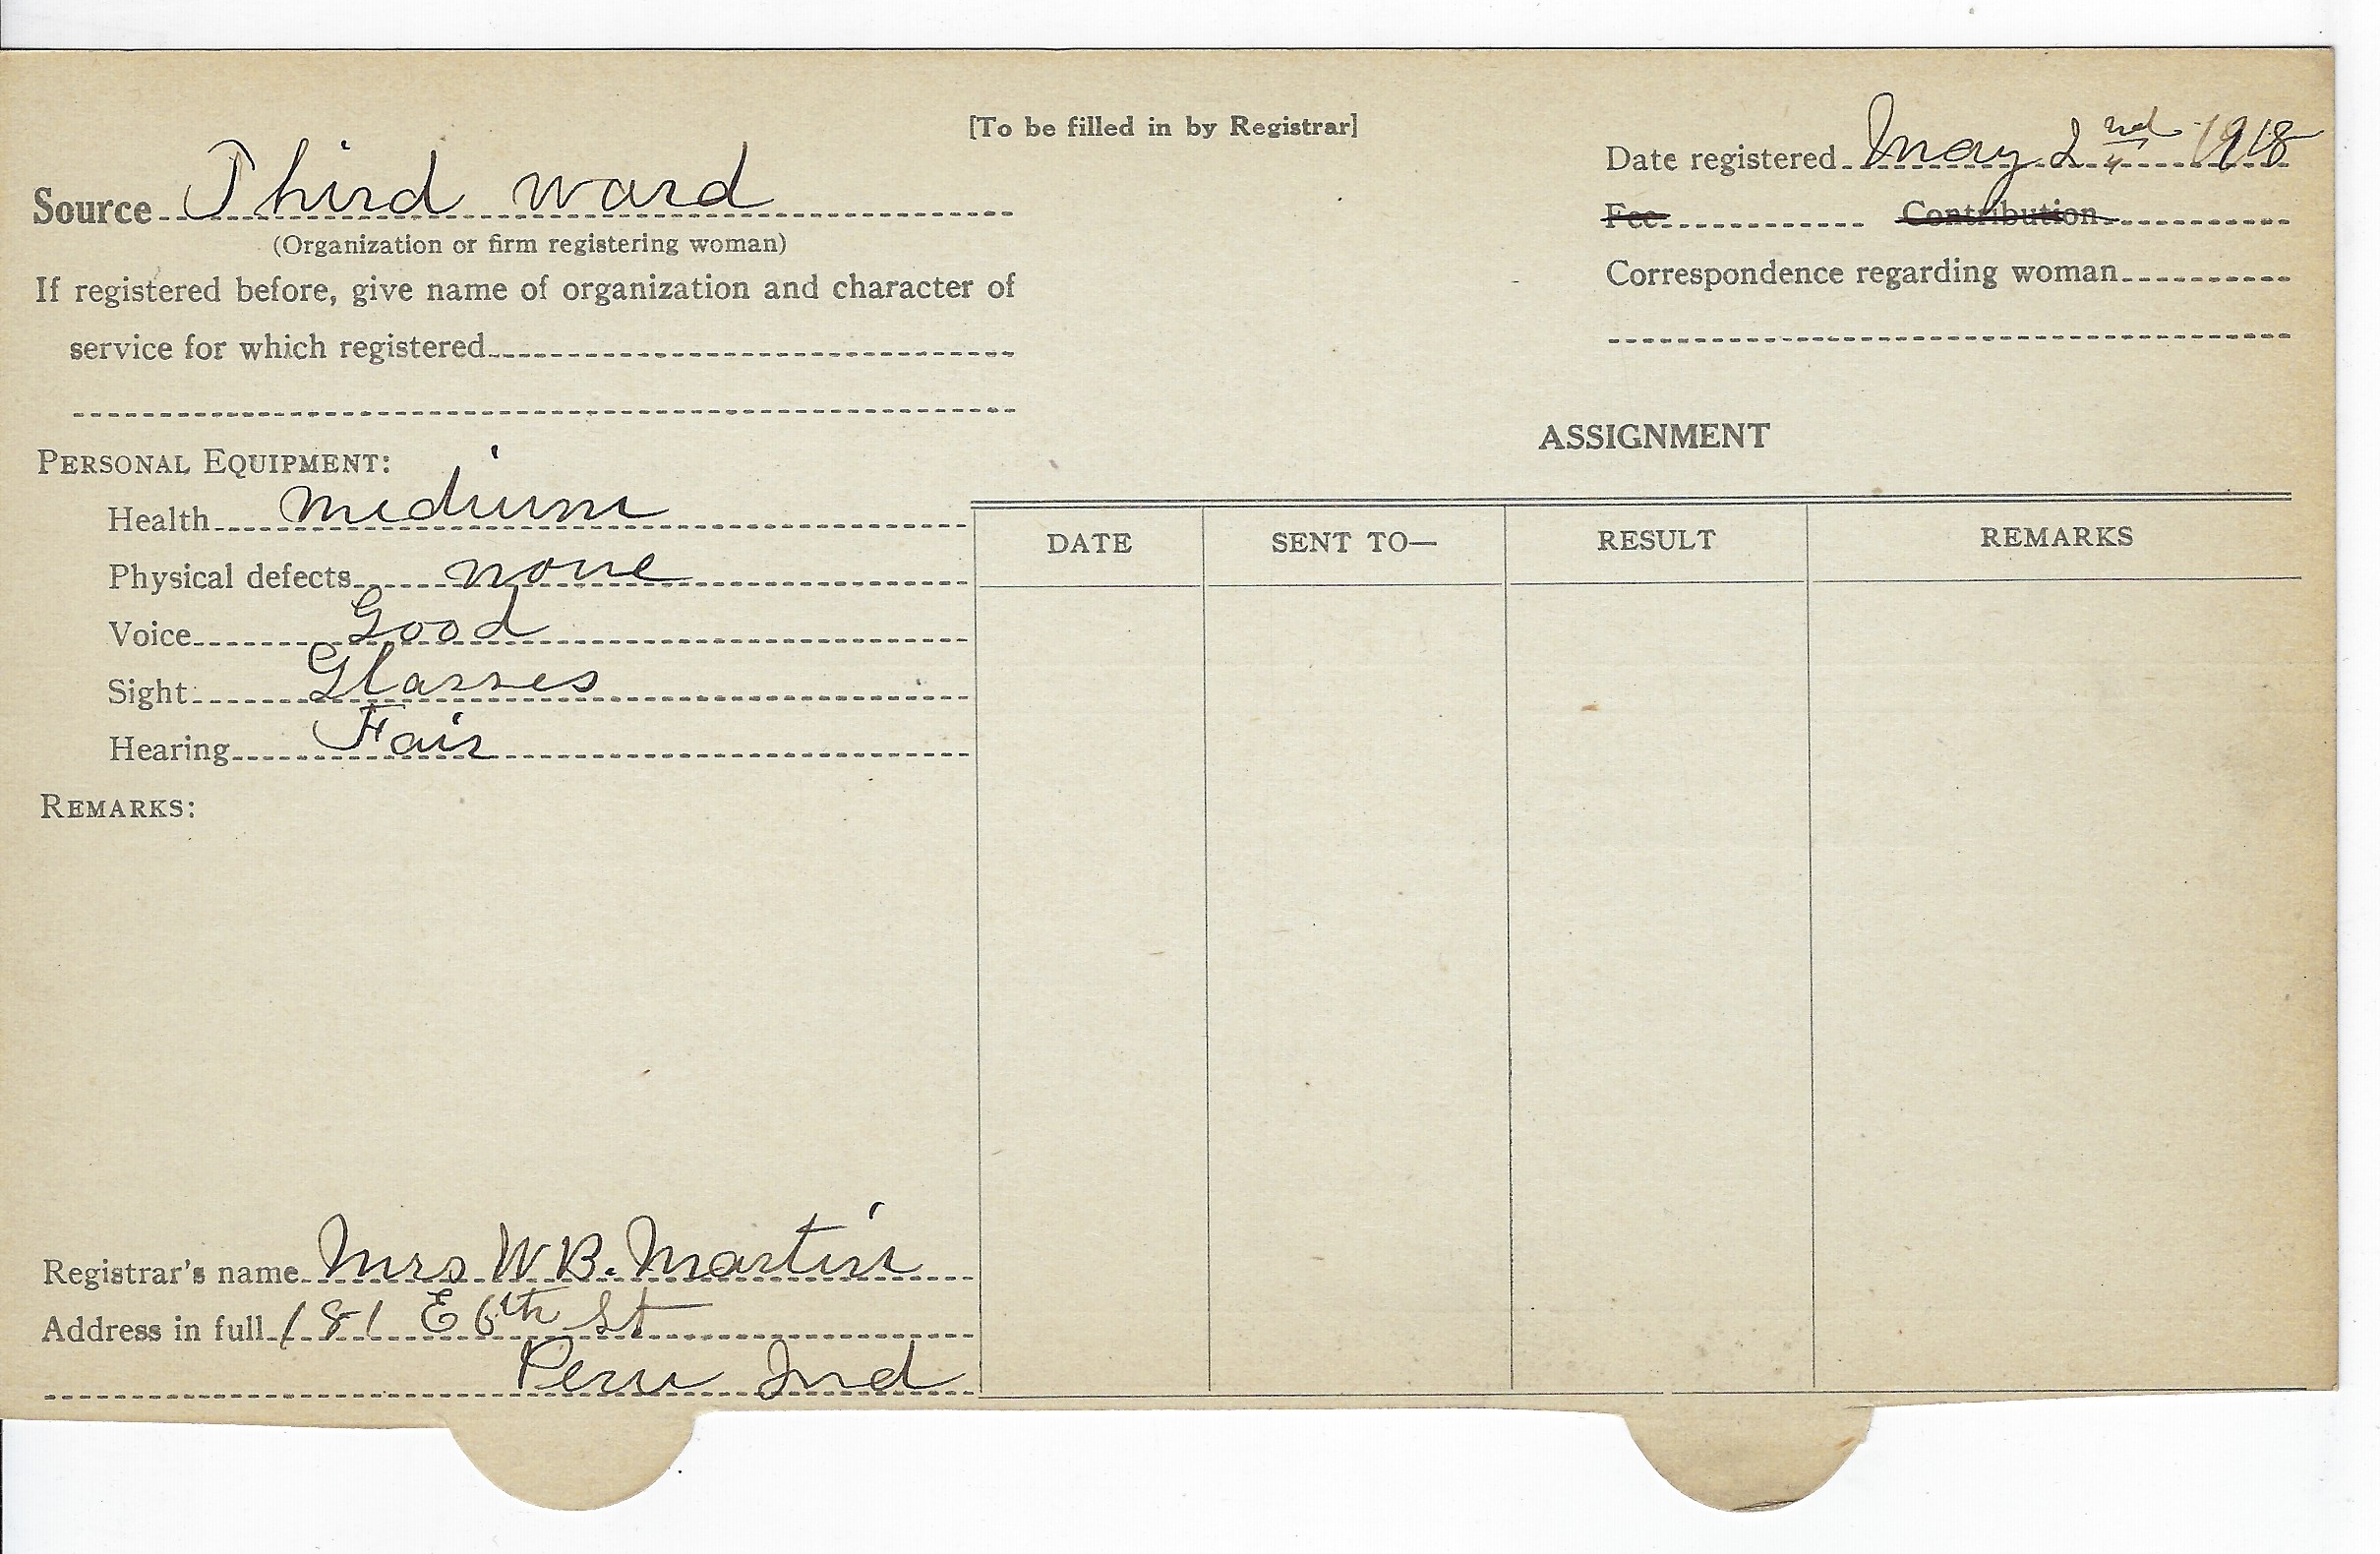 [To be filled in by Registrar]
Date registered May 2nd 1918
Source Third ward
(Organization or firm registering woman)
Fee Contribution
If registered before, give name of organization and character of
service for which registered
Correspondence regarding woman
ASSIGNMENT
PERSONAL EQUIPMENT:
Health medium
Physical defects none
Voice Good
Sight Glasses
Hearing Fair
REMARKS:
DATE SENT TO— RESULT REMARKS
Registrar's name Mrs W B. Martin
Address in full 181 E 6th St
Peru Ind